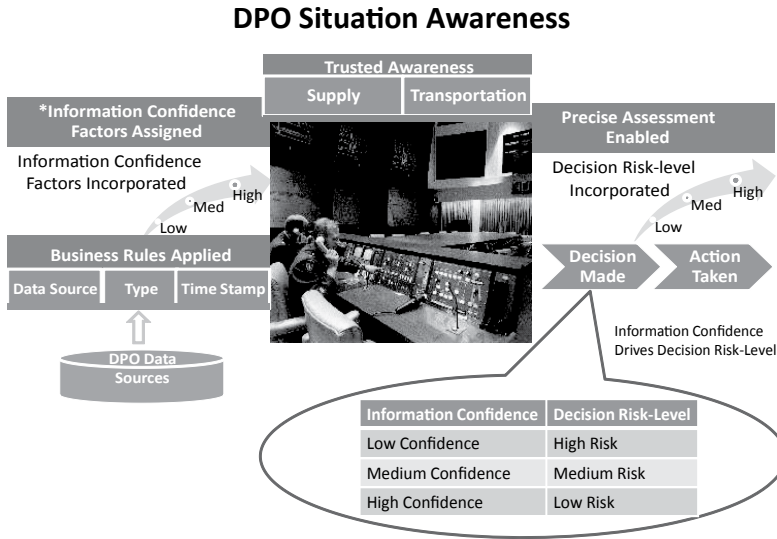 DPO Situation Awareness
*Information Confidence
Factors Assigned
Information Confidence
Factors Incorporated
Low
Med
High
Business Rules Applied
Data Source
Type
Time Stamp
DPO Data
Sources
Trusted Awareness
Supply
Transportation
Precise Assessment
Enabled
Decision Risk-level
Incorporated
Low
Med
High
Decision
Made
Action
Taken
Information Confidence
Drives Decision Risk-Level
Information Confidence Decision Risk-Level
Low Confidence High Risk
Medium Confidence Medium Risk
High Confidence Low Risk